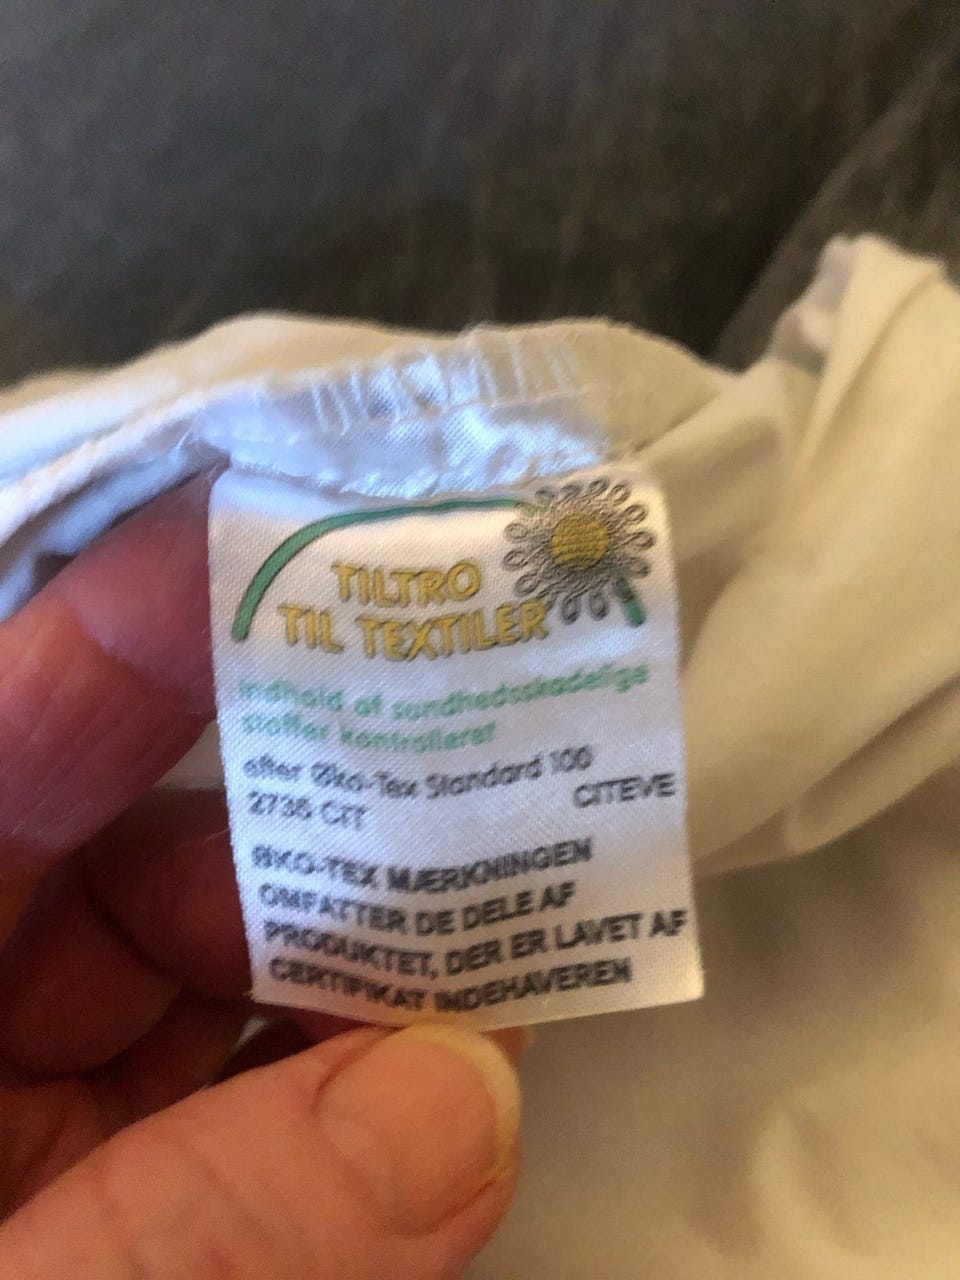 TILTRO
TIL TEXTILER
Indhold af sundhedsskadelige
stoffer kontrolleret
efter Øko-Tex Standard 100
2736 CIT CITEVE
ØKO-TEX MÆRKNINGEN
OMFATTER DE DELE AF
PRODUKTET, DER ER LAVET AF
CERTIFIKAT INDEHAVEREN